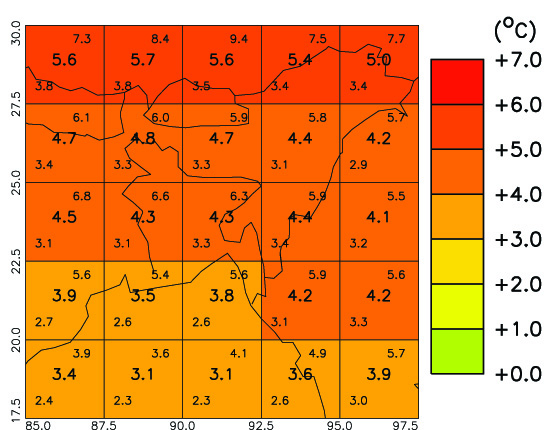 (°C)
30.0
7.3 8.4 9.4 7.5 7.7
5.6 5.7 5.6 5.4 5.0
3.8 3.8 3.5 3.4 3.4
27.5
6.1 6.0 5.9 5.8 5.7
4.7 4.8 4.7 4.4 4.2
3.4 3.3 3.3 3.1 2.9
25.0
6.8 6.6 6.3 5.9 5.5
4.5 4.3 4.3 4.4 4.1
3.1 3.1 3.3 3.4 3.2
22.5
5.6 5.4 5.6 5.9 5.6
3.9 3.5 3.8 4.2 4.2
2.7 2.6 2.6 3.1 3.3
20.0
3.9 3.6 4.1 4.9 5.7
3.4 3.1 3.1 3.6 3.9
2.4 2.3 2.3 2.6 3.0
17.5
85.0 87.5 90.0 92.5 95.0 97.5
+7.0
+6.0
+5.0
+4.0
+3.0
+2.0
+1.0
+0.0